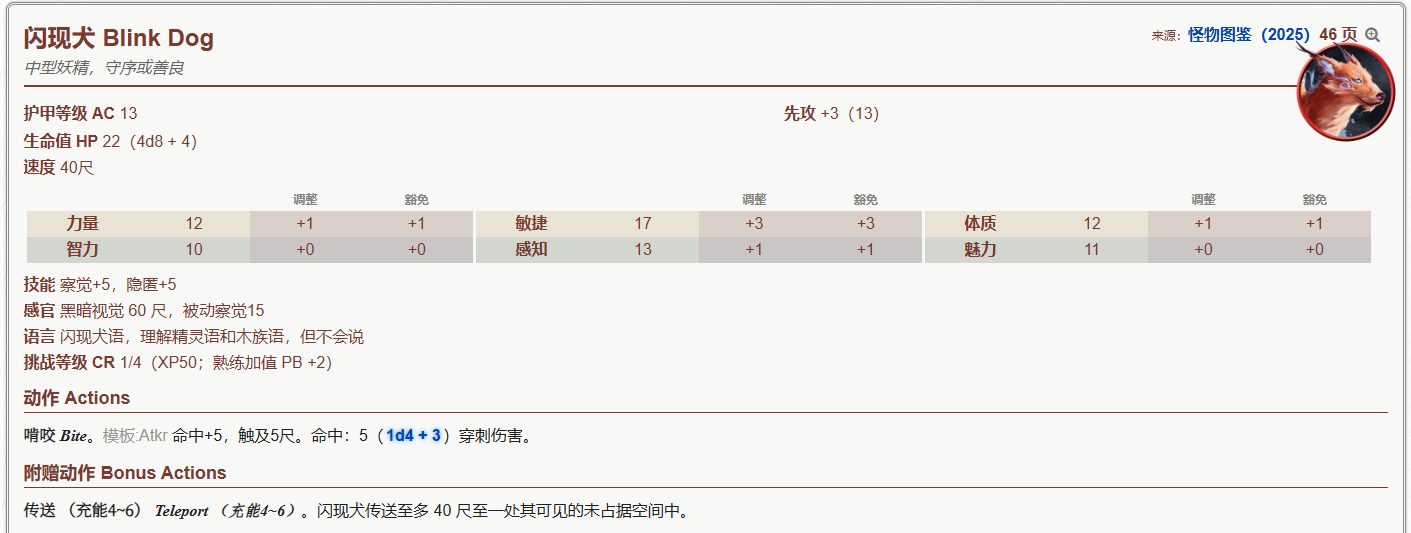 闪现犬 Blink Dog
来源：怪物图鉴（2025）46 页
中型妖精，守序或善良
护甲等级 AC 13
先攻 +3（13）
生命值 HP 22（4d8 + 4）
速度 40尺
调整 豁免 调整 豁免 调整 豁免
力量 12 +1 +1 敏捷 17 +3 +3 体质 12 +1 +1
智力 10 +0 +0 感知 13 +1 +1 魅力 11 +0 +0
技能 察觉+5，隐匿+5
感官 黑暗视觉 60 尺，被动察觉15
语言 闪现犬语，理解精灵语和木族语，但不会说
挑战等级 CR 1/4（XP50；熟练加值 PB +2）
动作 Actions
啃咬 Bite。模板:Atkr 命中+5，触及5尺。命中：5（1d4 + 3）穿刺伤害。
附赠动作 Bonus Actions
传送 （充能4~6） Teleport （充能4~6）。闪现犬传送至多 40 尺至一处其可见的未占据空间中。